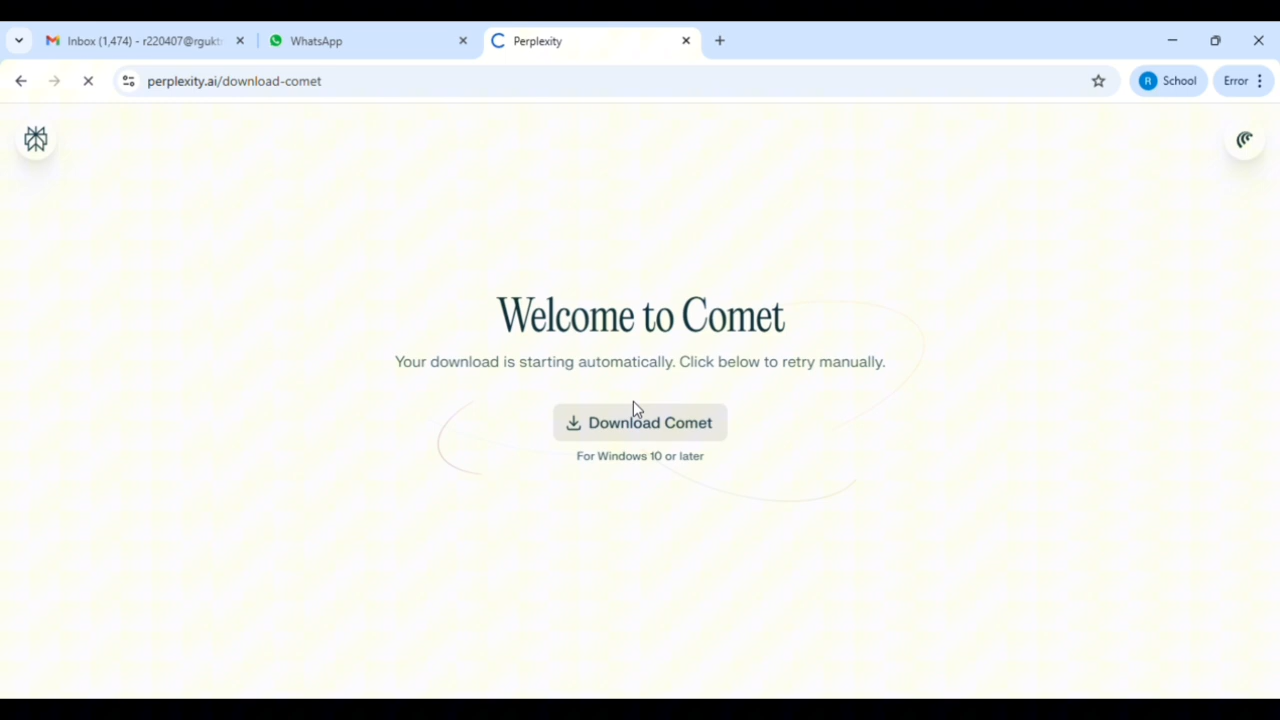 Inbox (1,474) - r220407@rgukt
WhatsApp
Perplexity
perplexity.ai/download-comet
R
School
Error
Welcome to Comet
Your download is starting automatically. Click below to retry manually.
Download Comet
For Windows 10 or later